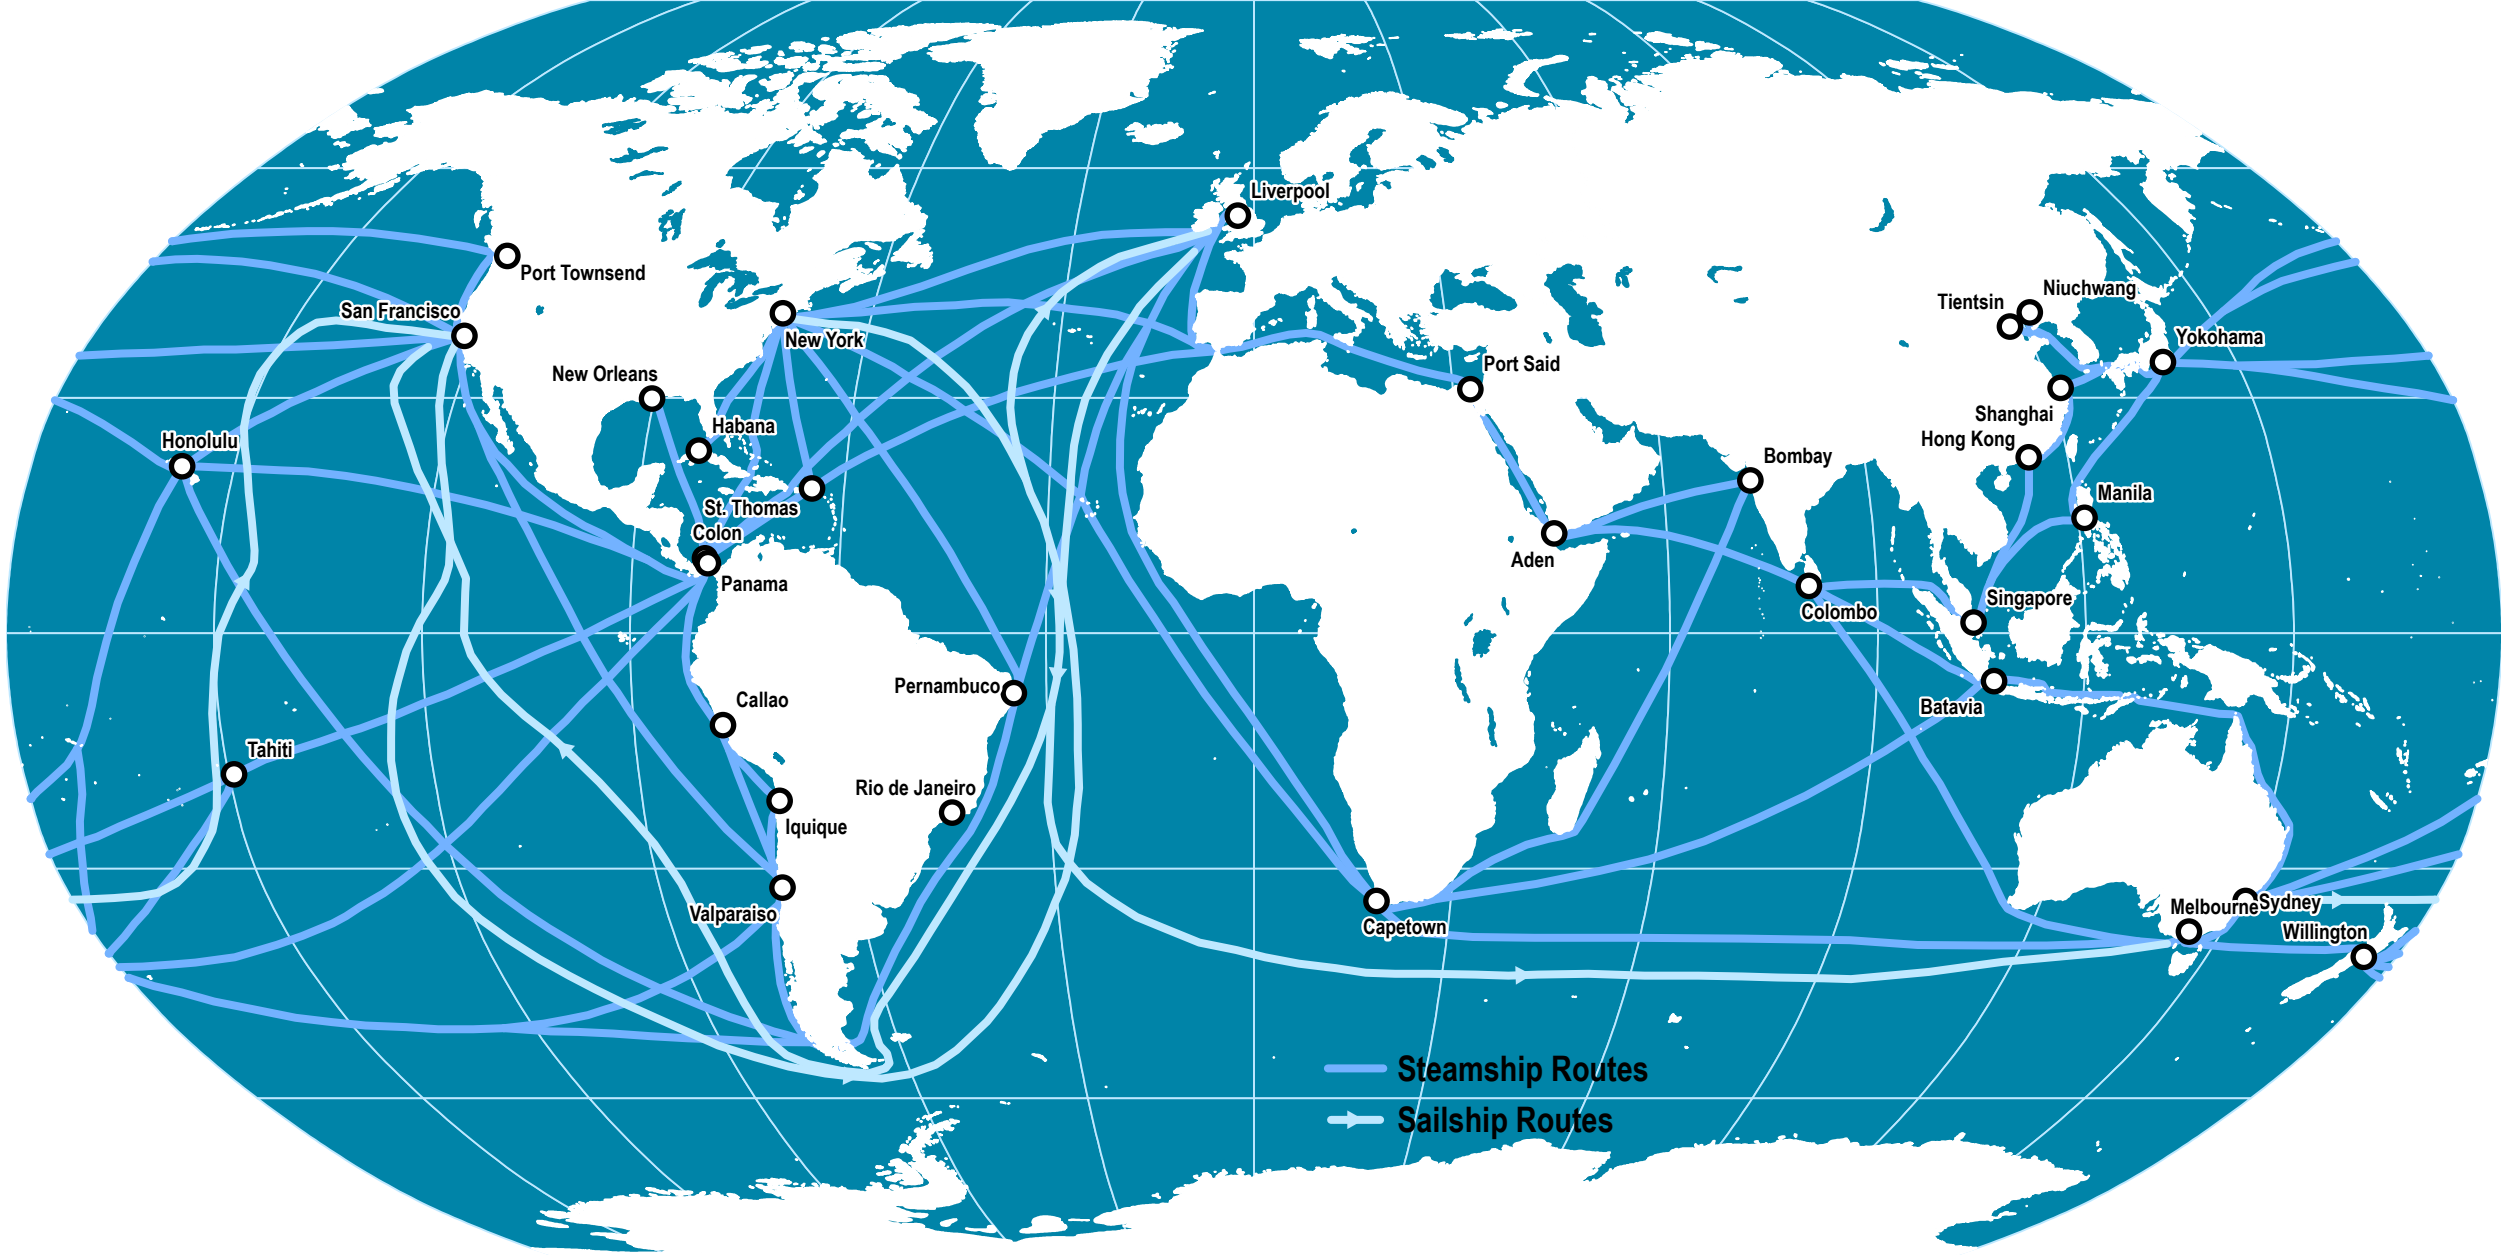 Liverpool
Port Townsend
Niuchwang
Tientsin
San Francisco
New York
Yokohama
Port Said
New Orleans
Shanghai
Habana
Hong Kong
Honolulu
Bombay
Manila
St. Thomas
Colon
Aden
Panama
Singapore
Colombo
Pernambuco
Callao
Batavia
Tahiti
Rio de Janeiro
Iquique
Sydney
Melbourne
Valparaiso
Capetown
Willington
Steamship Routes
Sailship Routes